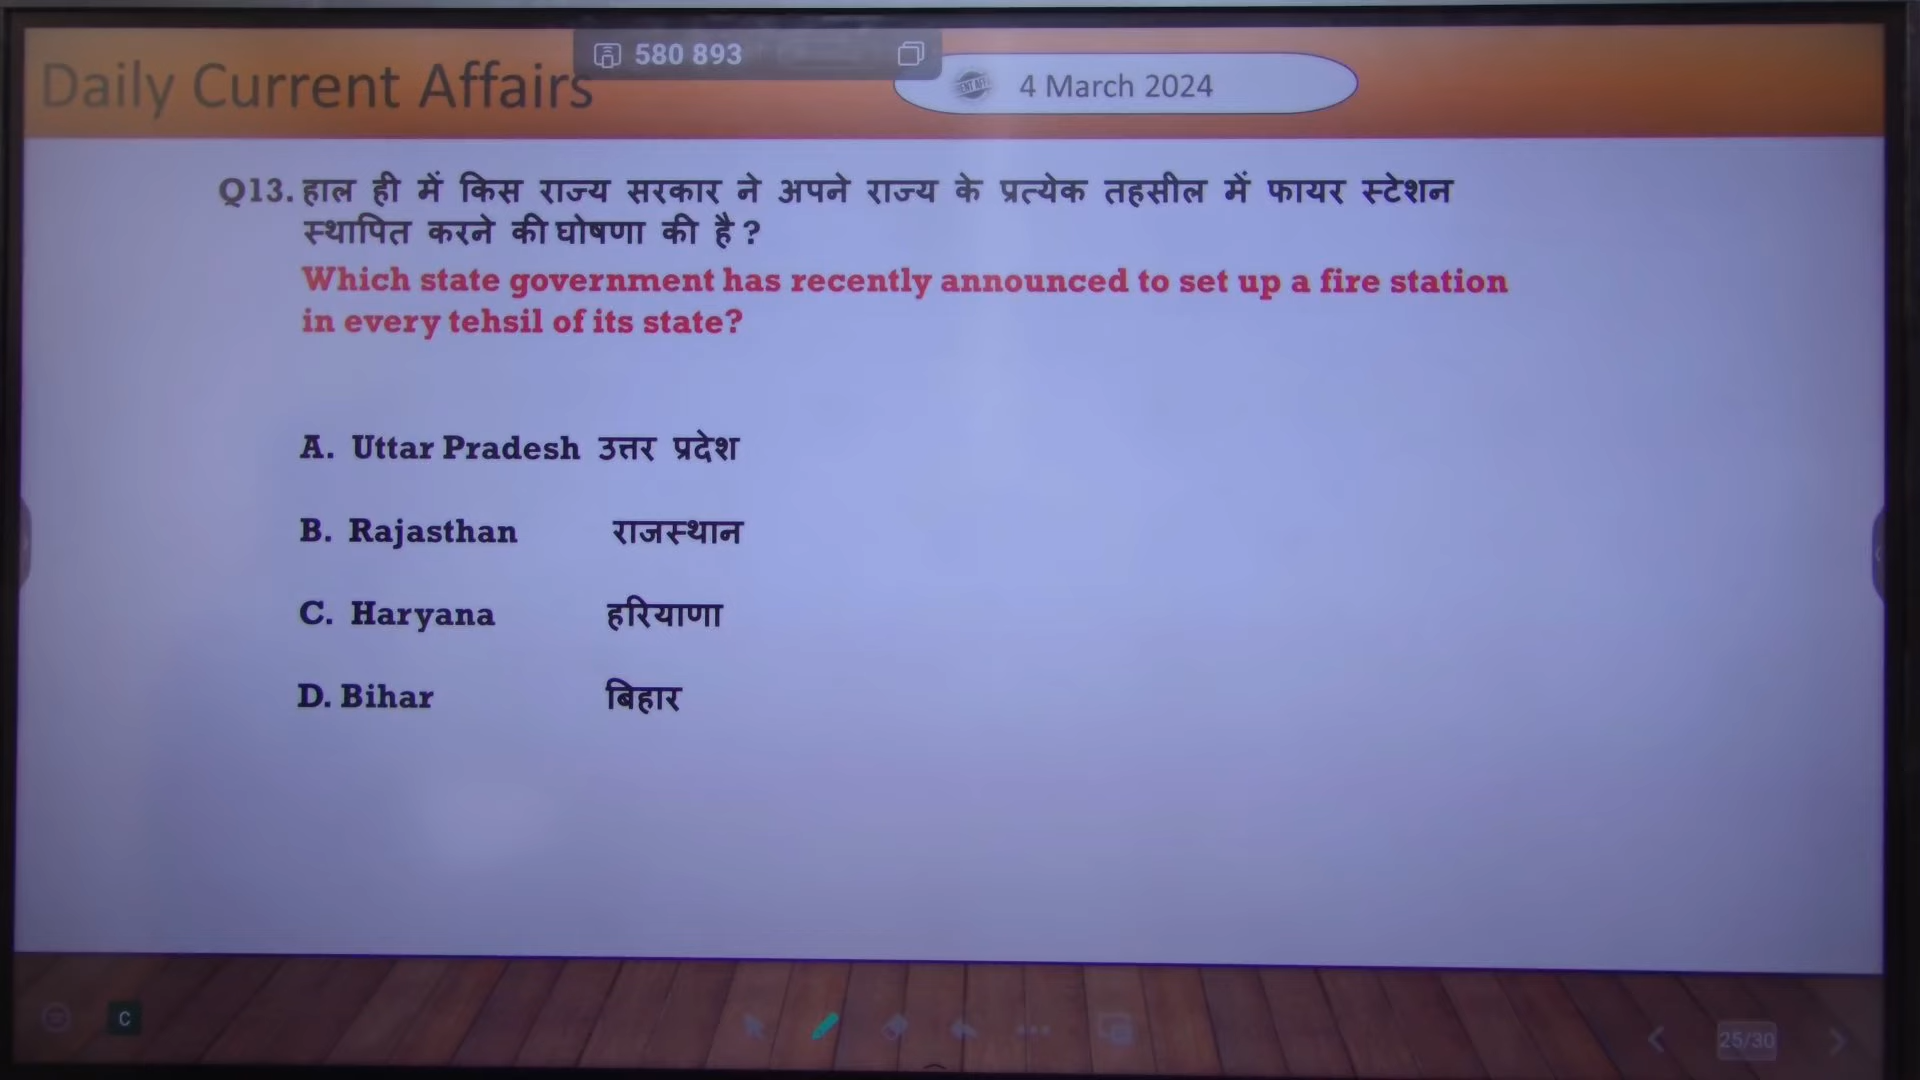 580 893
Daily Current Affairs
4 March 2024
Q13. हाल ही में किस राज्य सरकार ने अपने राज्य के प्रत्येक तहसील में फायर स्टेशन
स्थापित करने की घोषणा की है ?
Which state government has recently announced to set up a fire station
in every tehsil of its state?
A. Uttar Pradesh उत्तर प्रदेश
B. Rajasthan राजस्थान
C. Haryana हरियाणा
D. Bihar बिहार
C
25/30